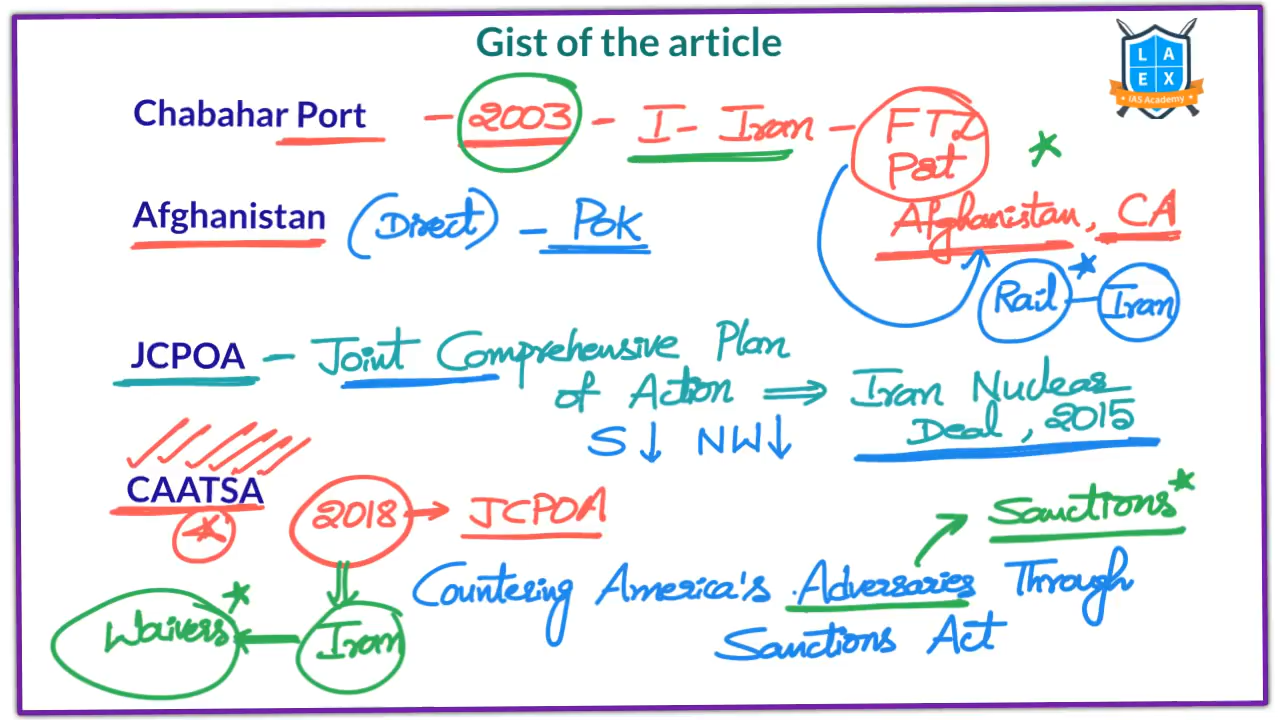 Gist of the article
L A
E X
IAS Academy
Chabahar Port - 2003 - I - Iran - FTZ
Port
Afghanistan (Direct) - PoK Afghanistan, CA
Rail - Iran
JCPOA - Joint Comprehensive Plan
of Action ⇒ Iran Nuclear
Deal, 2015
S↓ NW↓
CAATSA 2018 → JCPOA Sanctions
Countering America's Adversaries Through
Sanctions Act
Waivers ← Iran